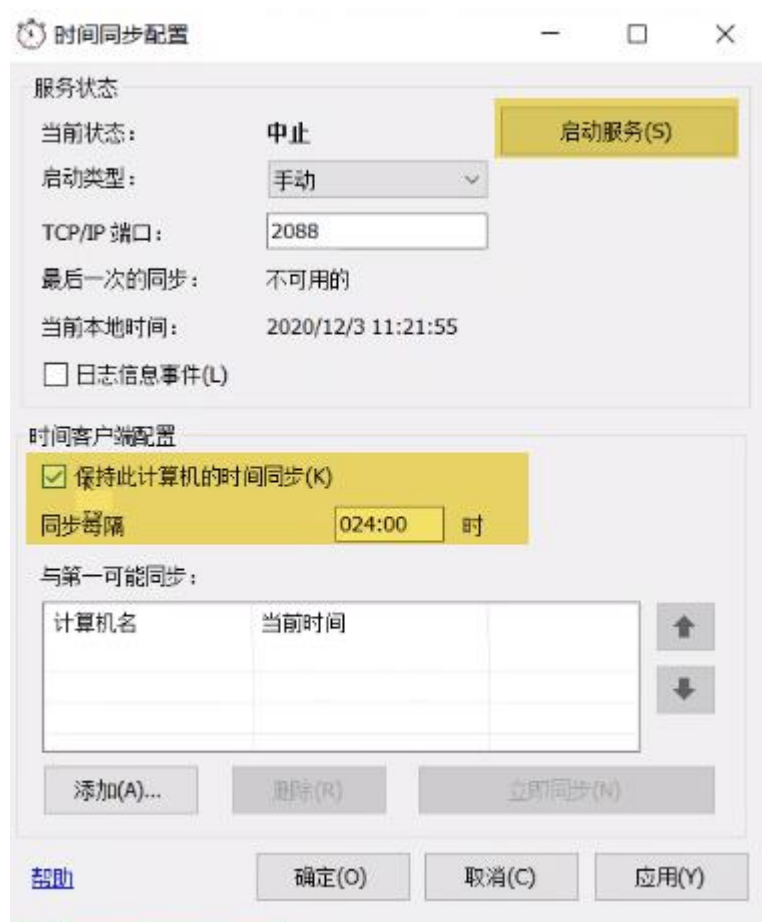 时间同步配置
服务状态
当前状态： 中止 启动服务(S)
启动类型： 手动
TCP/IP 端口： 2088
最后一次的同步： 不可用的
当前本地时间： 2020/12/3 11:21:55
日志信息事件(L)
时间客户端配置
保持此计算机的时间同步(K)
同步每隔 024:00 时
与第一可能同步：
计算机名 当前时间
添加(A)... 删除(R) 立即同步(N)
帮助 确定(O) 取消(C) 应用(Y)